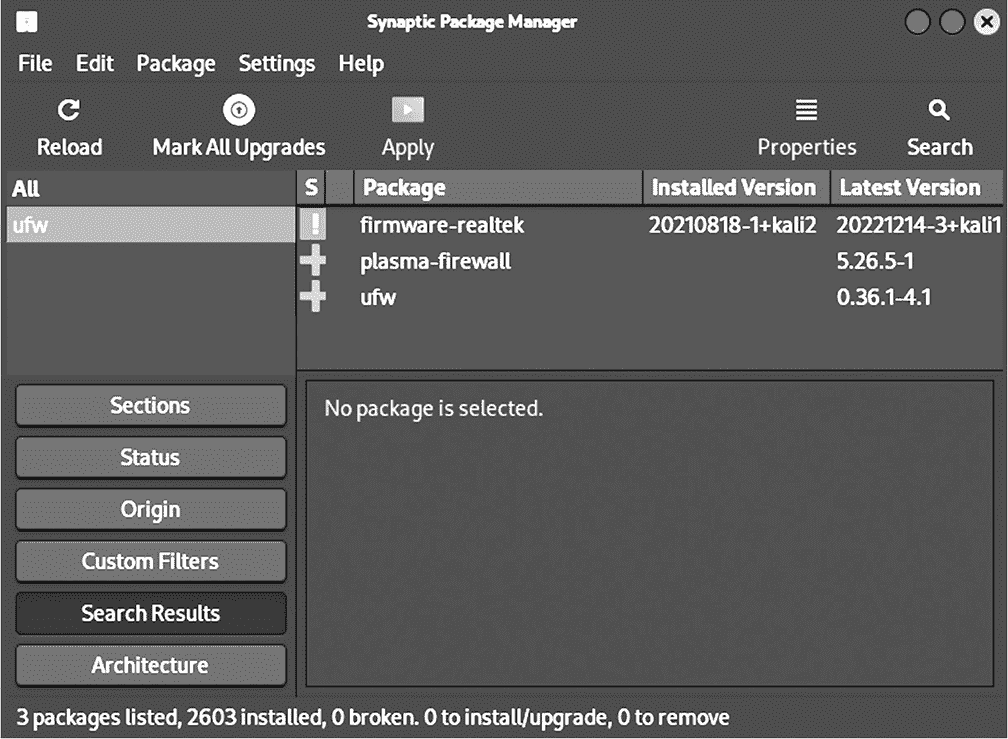 Synaptic Package Manager
File Edit Package Settings Help
Reload Mark All Upgrades Apply Properties Search
All S Package Installed Version Latest Version
ufw ! firmware-realtek 20210818-1+kali2 20221214-3+kali1
plasma-firewall 5.26.5-1
ufw 0.36.1-4.1
No package is selected.
Sections
Status
Origin
Custom Filters
Search Results
Architecture
3 packages listed, 2603 installed, 0 broken. 0 to install/upgrade, 0 to remove